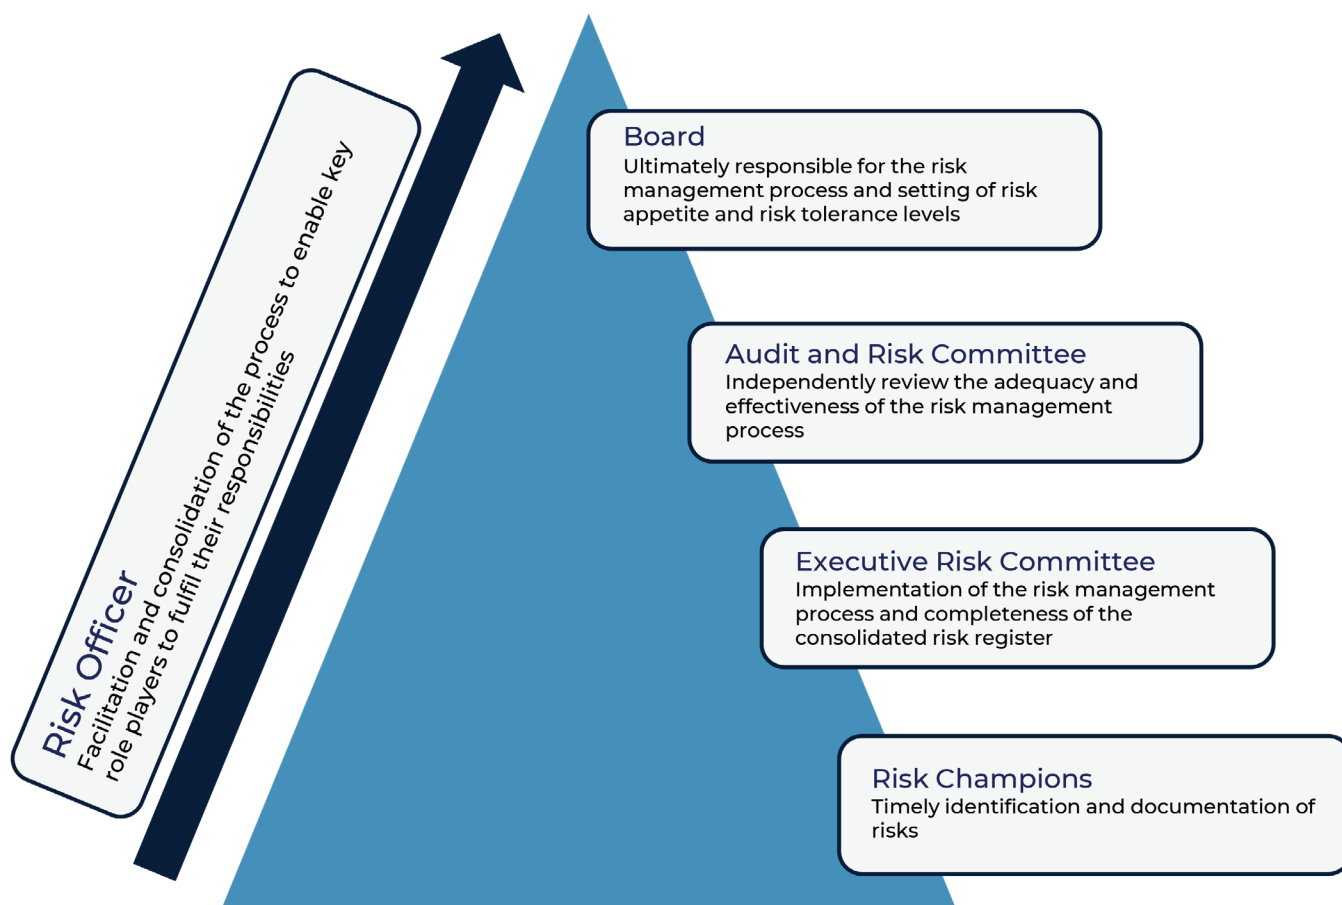 Risk Officer
Facilitation and consolidation of the process to enable key
role players to fulfil their responsibilities
Board
Ultimately responsible for the risk
management process and setting of risk
appetite and risk tolerance levels
Audit and Risk Committee
Independently review the adequacy and
effectiveness of the risk management
process
Executive Risk Committee
Implementation of the risk management
process and completeness of the
consolidated risk register
Risk Champions
Timely identification and documentation of
risks